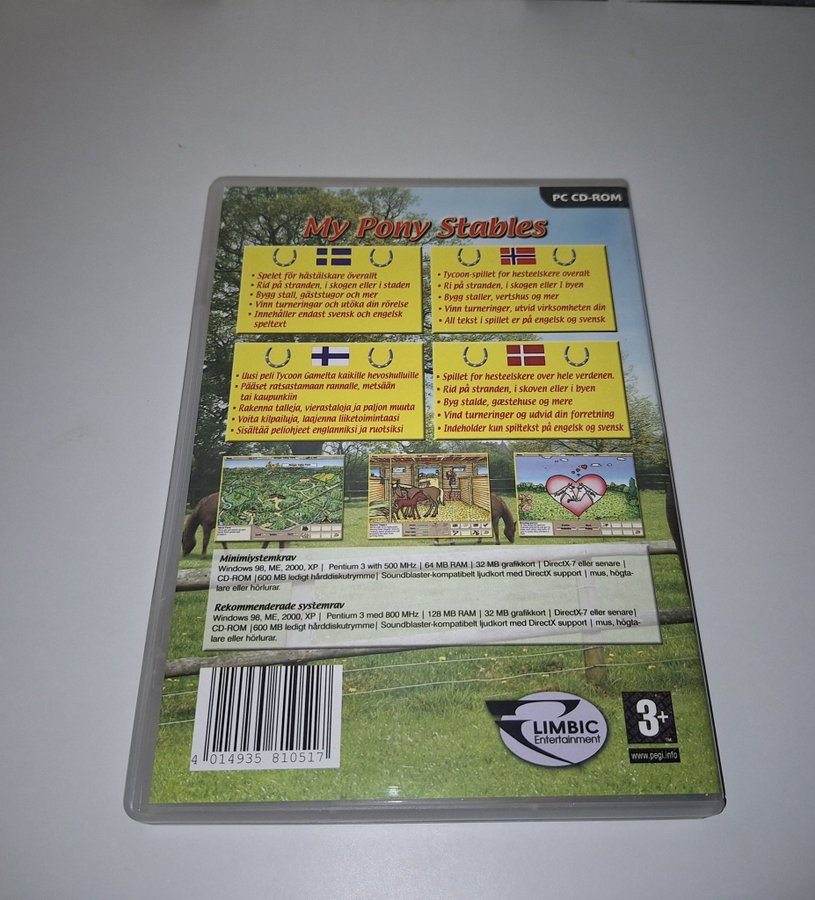 PC CD-ROM
My Pony Stables
• Spelet för hästälskare överallt
• Rid på stranden, i skogen eller i staden
• Bygg stall, gäststugor och mer
• Vinn turneringar och utöka din rörelse
• Innehåller endast svensk och engelsk
speltext
• Tycoon-spillet for hesteelskere overalt
• Ri på stranden, i skogen eller I byen
• Bygg staller, vertshus og mer
• Vinn turneringer, utvid virksomheten din
• All tekst i spillet er på engelsk og svensk
• Uusi peli Tycoon Gamelta kaikille hevoshulluille
• Pääset ratsastamaan rannalle, metsään
tai kaupunkiin
• Rakenna talleja, vierastaloja ja paljon muuta
• Voita kilpailuja, laajenna liiketoimintaasi
• Sisältää peliohjeet englanniksi ja ruotsiksi
• Spillet for hesteelskere over hele verdenen.
• Rid på stranden, i skoven eller i byen
• Byg stalde, gæstehuse og mere
• Vind turneringer og udvid din forretning
• Indeholder kun spiltekst på engelsk og svensk
Minimiystemkrav
Windows 98, ME, 2000, XP | Pentium 3 with 500 MHz | 64 MB RAM | 32 MB grafikkort | DirectX-7 eller senare |
CD-ROM |600 MB ledigt hårddiskutrymme| Soundblaster-kompatibelt ljudkort med DirectX support | mus, högta-
lare eller hörlurar.
Rekommenderade systemrav
Windows 98, ME, 2000, XP | Pentium 3 med 800 MHz | 128 MB RAM | 32 MB grafikkort | DirectX-7 eller senare|
CD-ROM |600 MB ledigt hårddiskutrymme| Soundblaster-kompatibelt ljudkort med DirectX support | mus, högta-
lare eller hörlurar.
LIMBIC
Entertainment
3+
www.pegi.info
4 014935 810517